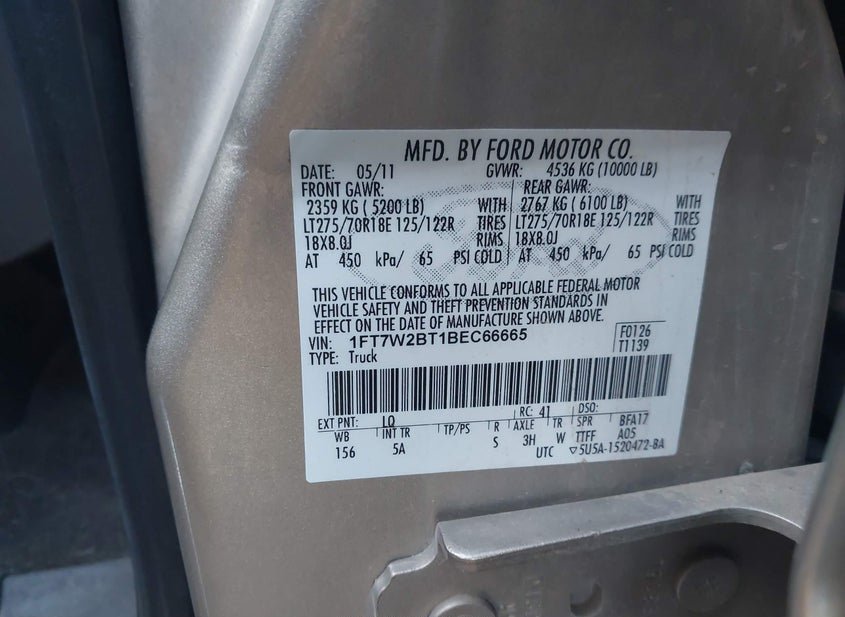 MFD. BY FORD MOTOR CO.
DATE: 05/11 GVWR: 4536 KG (10000 LB)
FRONT GAWR: REAR GAWR:
2359 KG ( 5200 LB) WITH 2767 KG ( 6100 LB) WITH
LT275/70R18E 125/122R TIRES LT275/70R18E 125/122R TIRES
18X8.0J RIMS 18X8.0J RIMS
AT 450 kPa/ 65 PSI COLD AT 450 kPa/ 65 PSI COLD
THIS VEHICLE CONFORMS TO ALL APPLICABLE FEDERAL MOTOR
VEHICLE SAFETY AND THEFT PREVENTION STANDARDS IN
EFFECT ON THE DATE OF MANUFACTURE SHOWN ABOVE.
VIN: 1FT7W2BT1BEC66665 F0126
TYPE: Truck T1139
EXT PNT: LQ RC: 41 DSO:
WB INT TR TP/PS R AXLE TR SPR BFA17
156 5A S 3H W TTFF A05
UTC ▽5U5A-1520472-BA